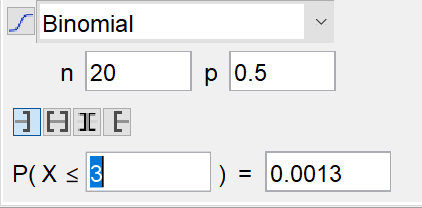 Binomial
n 20 p 0.5
P( X ≤ 3 ) = 0.0013